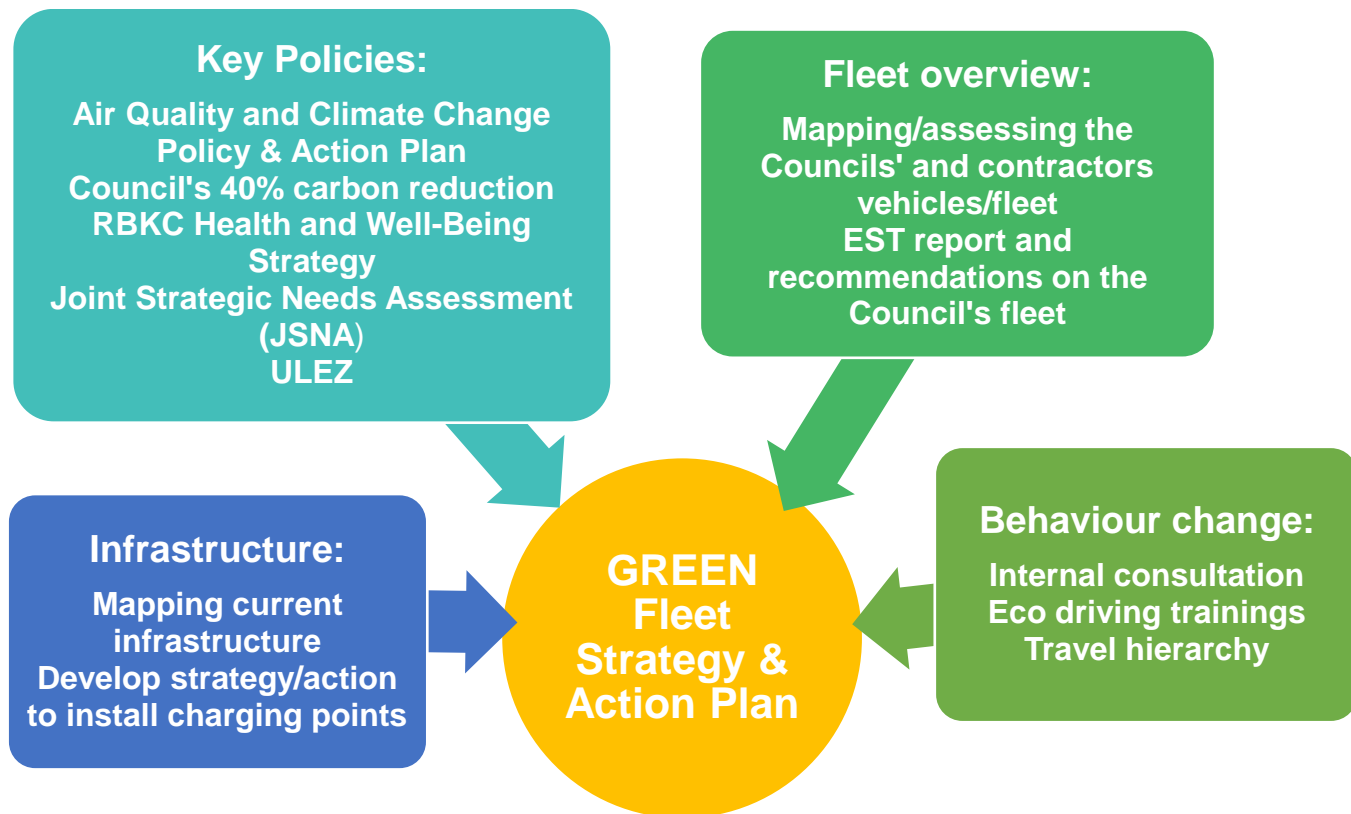 Key Policies:
Air Quality and Climate Change
Policy & Action Plan
Council's 40% carbon reduction
RBKC Health and Well-Being
Strategy
Joint Strategic Needs Assessment
(JSNA)
ULEZ
Fleet overview:
Mapping/assessing the
Councils' and contractors
vehicles/fleet
EST report and
recommendations on the
Council's fleet
Infrastructure:
Mapping current
infrastructure
Develop strategy/action
to install charging points
GREEN
Fleet
Strategy &
Action Plan
Behaviour change:
Internal consultation
Eco driving trainings
Travel hierarchy